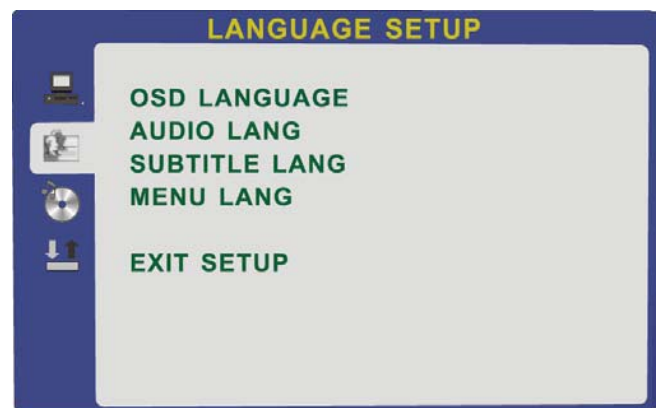 LANGUAGE SETUP
OSD LANGUAGE
AUDIO LANG
SUBTITLE LANG
MENU LANG
EXIT SETUP